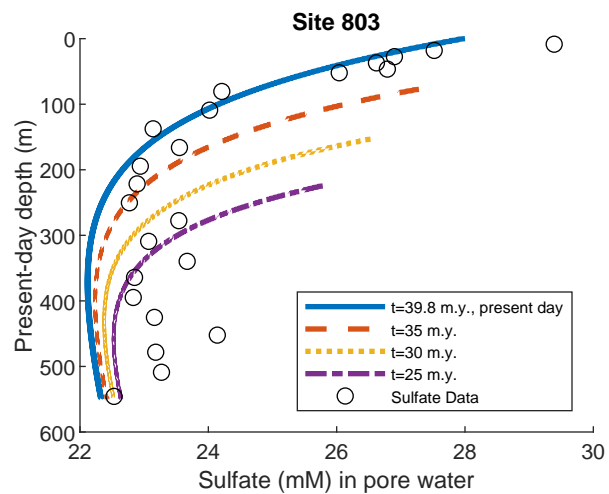 Site 803
0
100
200
300
400
500
600
Present-day depth (m)
t=39.8 m.y., present day
t=35 m.y.
t=30 m.y.
t=25 m.y.
Sulfate Data
22 24 26 28 30
Sulfate (mM) in pore water